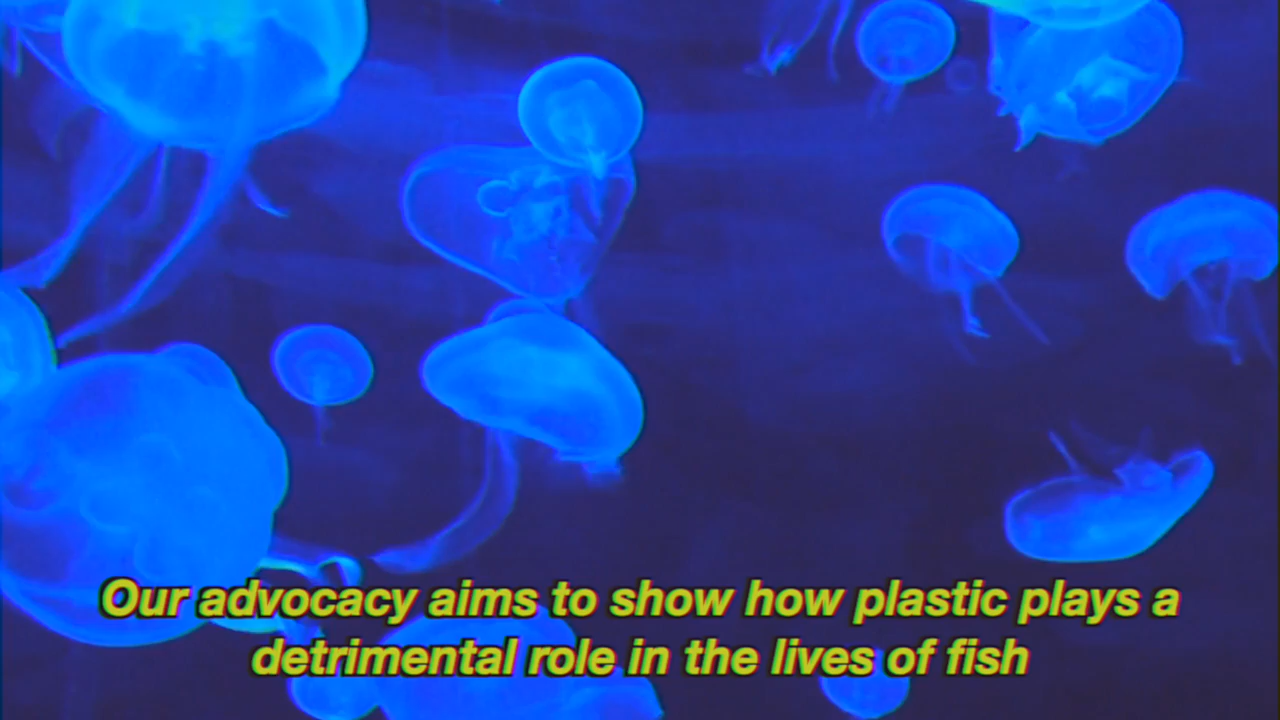 Our advocacy aims to show how plastic plays a
detrimental role in the lives of fish